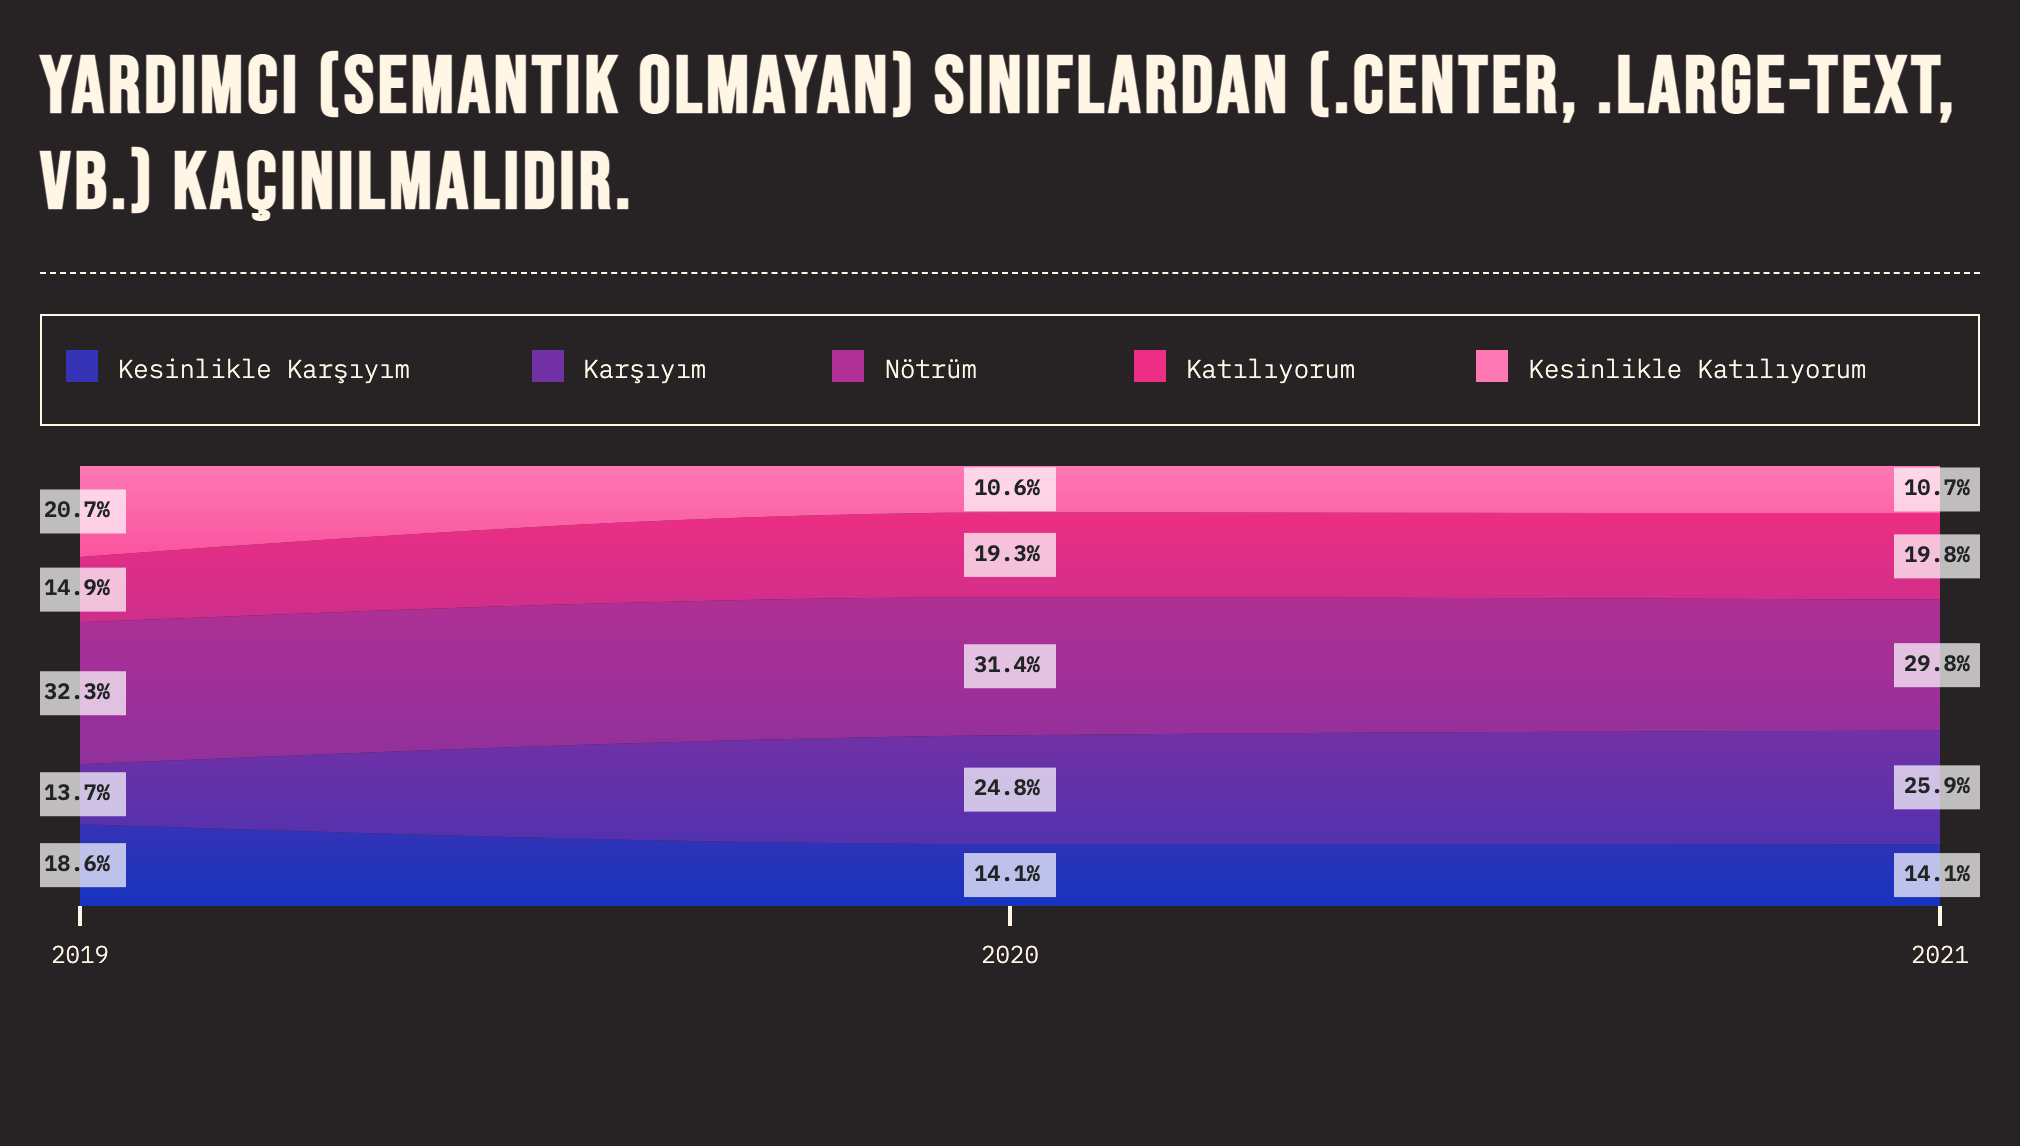 YARDIMCI (SEMANTIK OLMAYAN) SINIFLARDAN (.CENTER, .LARGE-TEXT,
VB.) KAÇINILMALIDIR.
Kesinlikle Karşıyım Karşıyım Nötrüm Katılıyorum Kesinlikle Katılıyorum
20.7% 10.6% 10.7%
14.9% 19.3% 19.8%
32.3% 31.4% 29.8%
13.7% 24.8% 25.9%
18.6% 14.1% 14.1%
2019 2020 2021